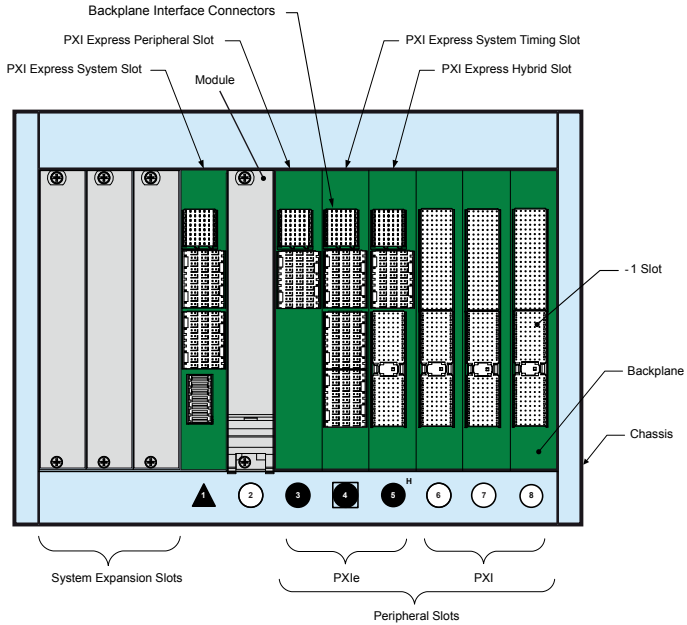 Backplane Interface Connectors
PXI Express Peripheral Slot
PXI Express System Timing Slot
PXI Express System Slot
Module
PXI Express Hybrid Slot
-1 Slot
Backplane
Chassis
1 2 3 4 5 H 6 7 8
System Expansion Slots
PXIe
PXI
Peripheral Slots